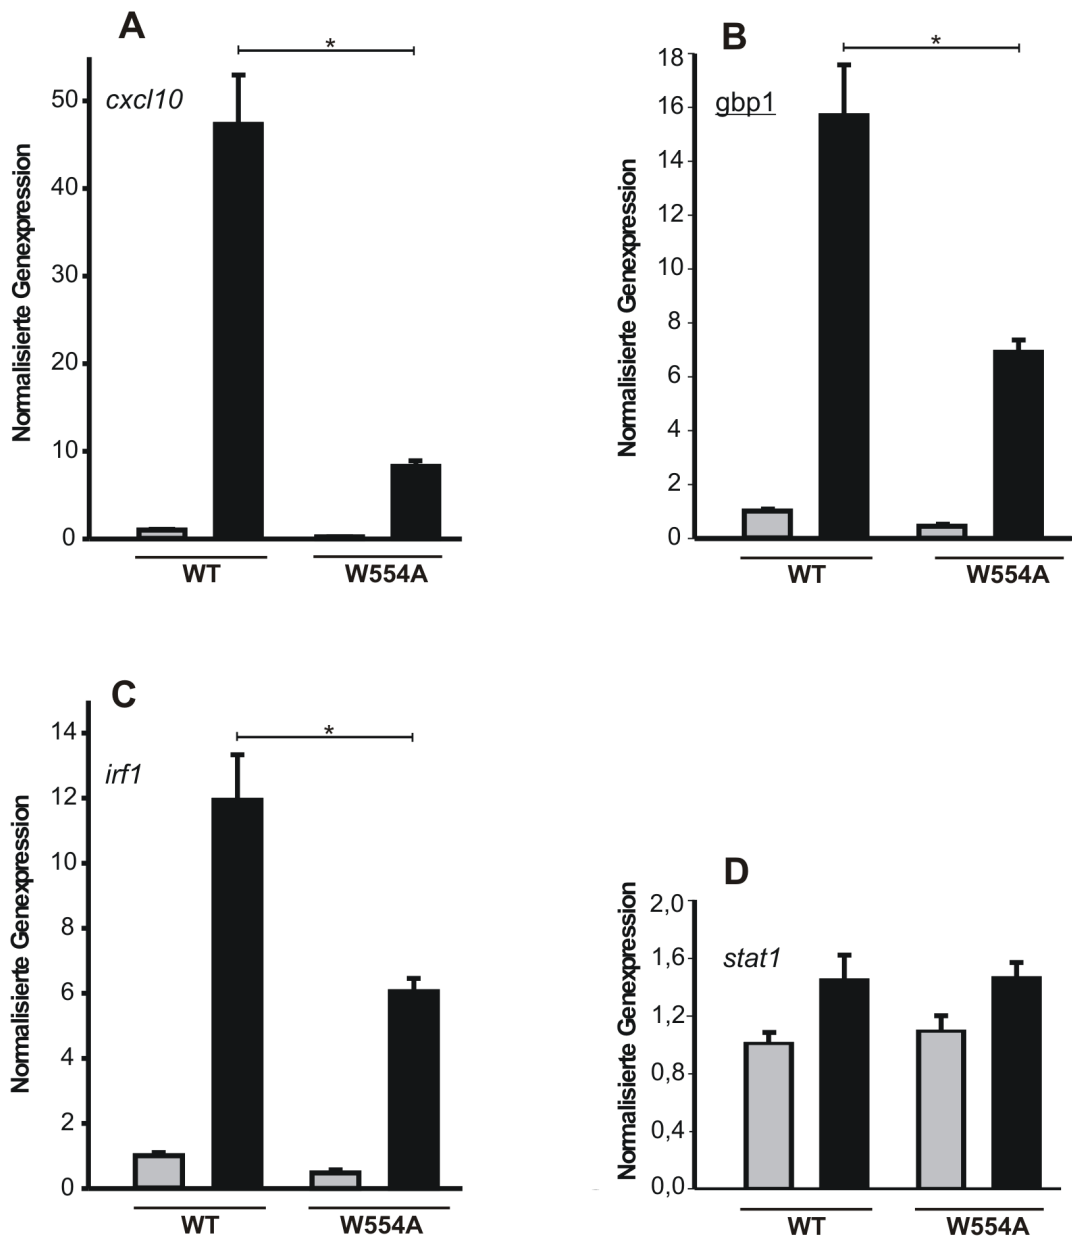 A
*
cxcl10
50
40
30
20
10
0
Normalisierte Genexpression
WT
W554A
B
*
gbp1
18
16
14
12
10
8
6
4
2
0
Normalisierte Genexpression
WT
W554A
C
*
irf1
14
12
10
8
6
4
2
0
Normalisierte Genexpression
WT
W554A
D
stat1
2,0
1,6
1,2
0,8
0,4
0,0
Normalisierte Genexpression
WT
W554A